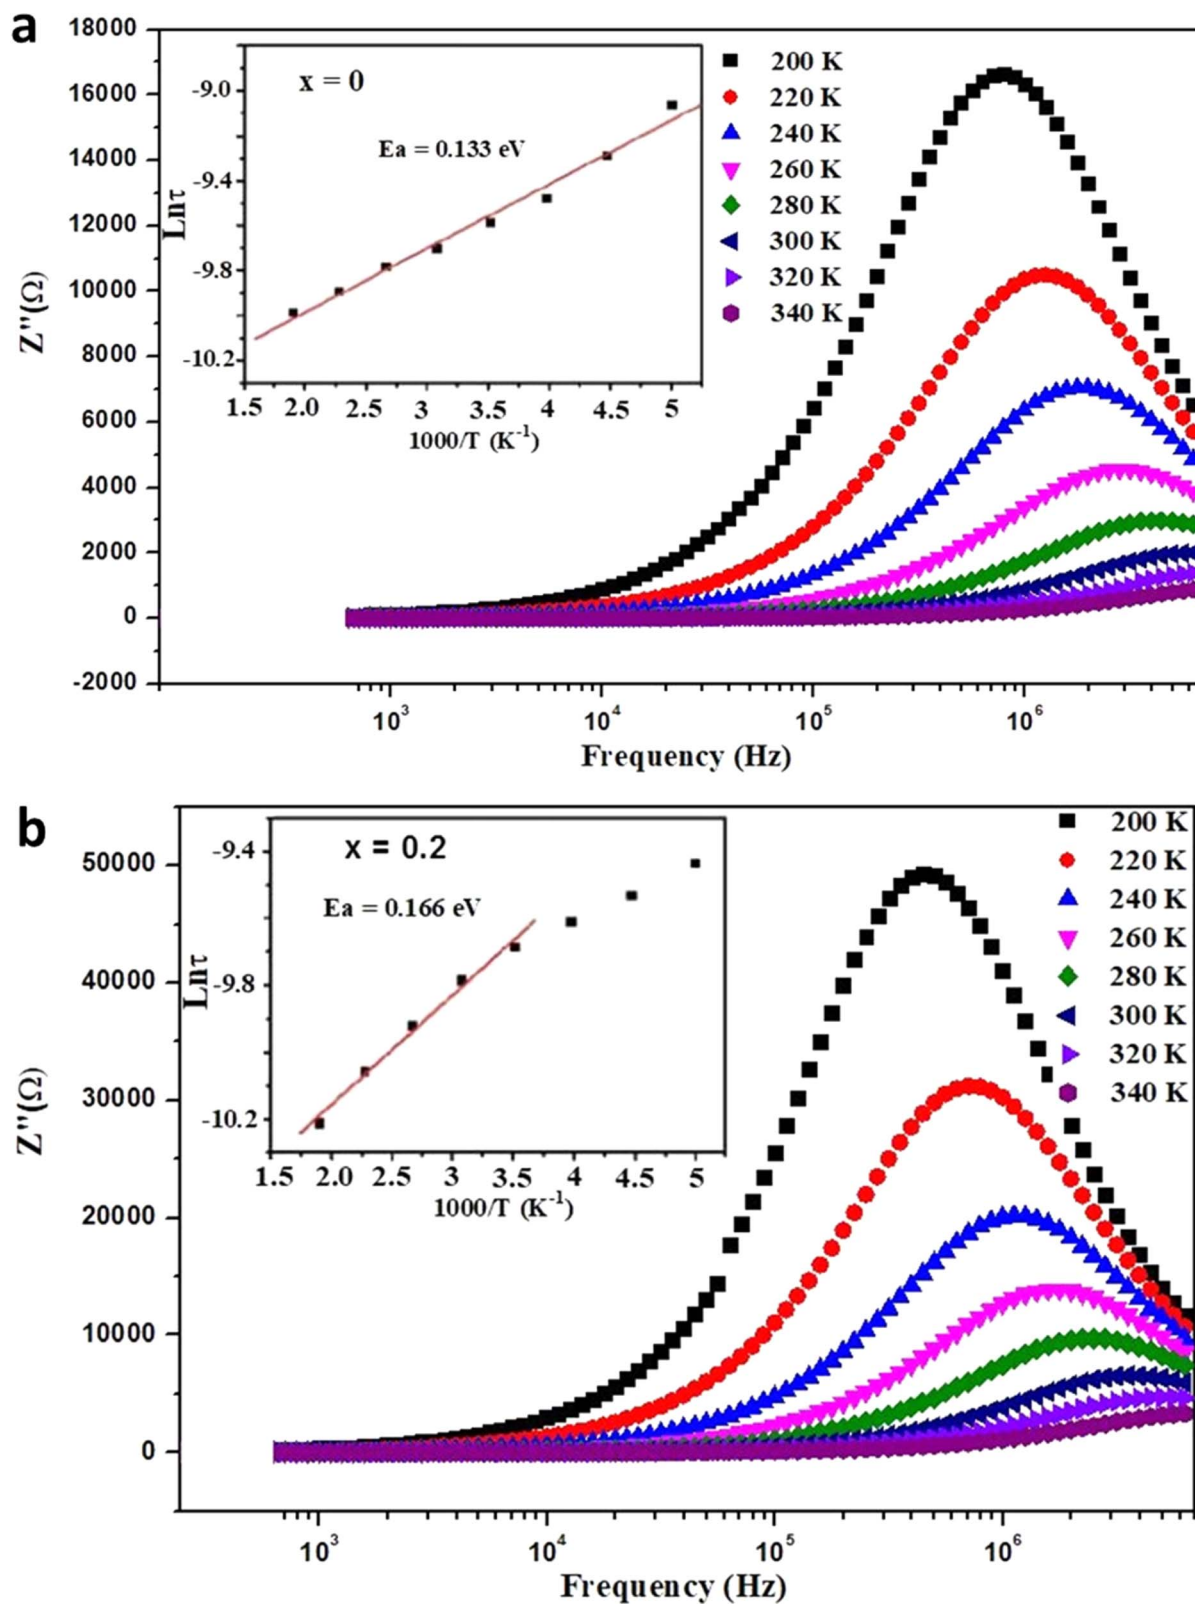 a
18000
16000
14000
12000
10000
8000
6000
4000
2000
0
-2000
Z''(Ω)
10³
10⁴
10⁵
10⁶
Frequency (Hz)
x = 0
Ea = 0.133 eV
Lnτ
-9.0
-9.4
-9.8
-10.2
1.5 2.0 2.5 3 3.5 4 4.5 5
1000/T (K⁻¹)
200 K
220 K
240 K
260 K
280 K
300 K
320 K
340 K
b
50000
40000
30000
20000
10000
0
Z''(Ω)
10³
10⁴
10⁵
10⁶
Frequency (Hz)
x = 0.2
Ea = 0.166 eV
Lnτ
-9.4
-9.8
-10.2
1.5 2.0 2.5 3 3.5 4 4.5 5
1000/T (K⁻¹)
200 K
220 K
240 K
260 K
280 K
300 K
320 K
340 K